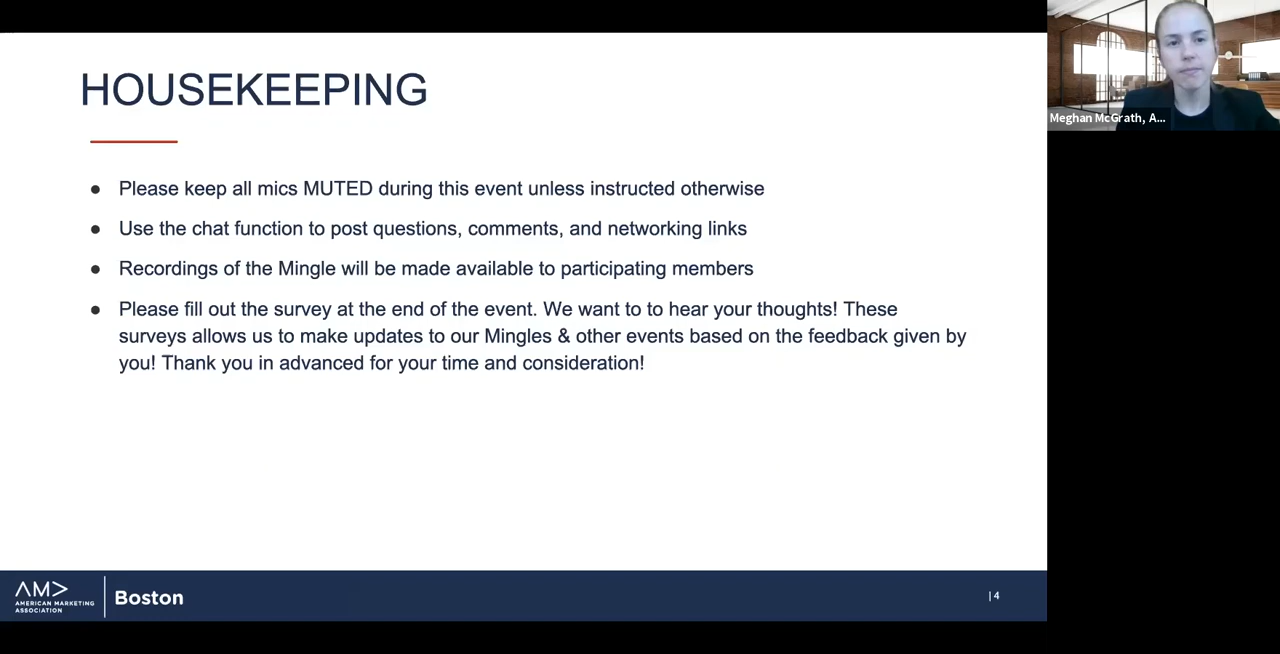 HOUSEKEEPING
Meghan McGrath, A...
● Please keep all mics MUTED during this event unless instructed otherwise
● Use the chat function to post questions, comments, and networking links
● Recordings of the Mingle will be made available to participating members
● Please fill out the survey at the end of the event. We want to to hear your thoughts! These
surveys allows us to make updates to our Mingles & other events based on the feedback given by
you! Thank you in advanced for your time and consideration!
AMA
AMERICAN MARKETING
ASSOCIATION
Boston
| 4